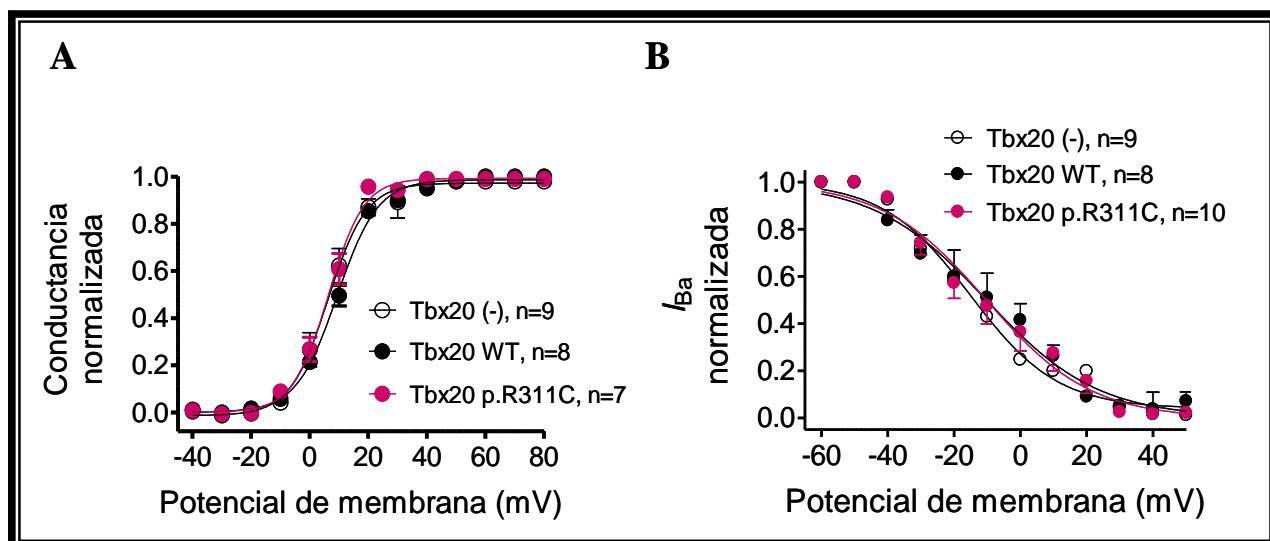 A
B
1.0
0.8
0.6
0.4
0.2
0.0
Conductancia
normalizada
Tbx20 (-), n=9
Tbx20 WT, n=8
Tbx20 p.R311C, n=7
-40 -20 0 20 40 60 80
Potencial de membrana (mV)
Tbx20 (-), n=9
Tbx20 WT, n=8
Tbx20 p.R311C, n=10
1.0
0.8
0.6
0.4
0.2
0.0
IBa
normalizada
-60 -40 -20 0 20 40
Potencial de membrana (mV)